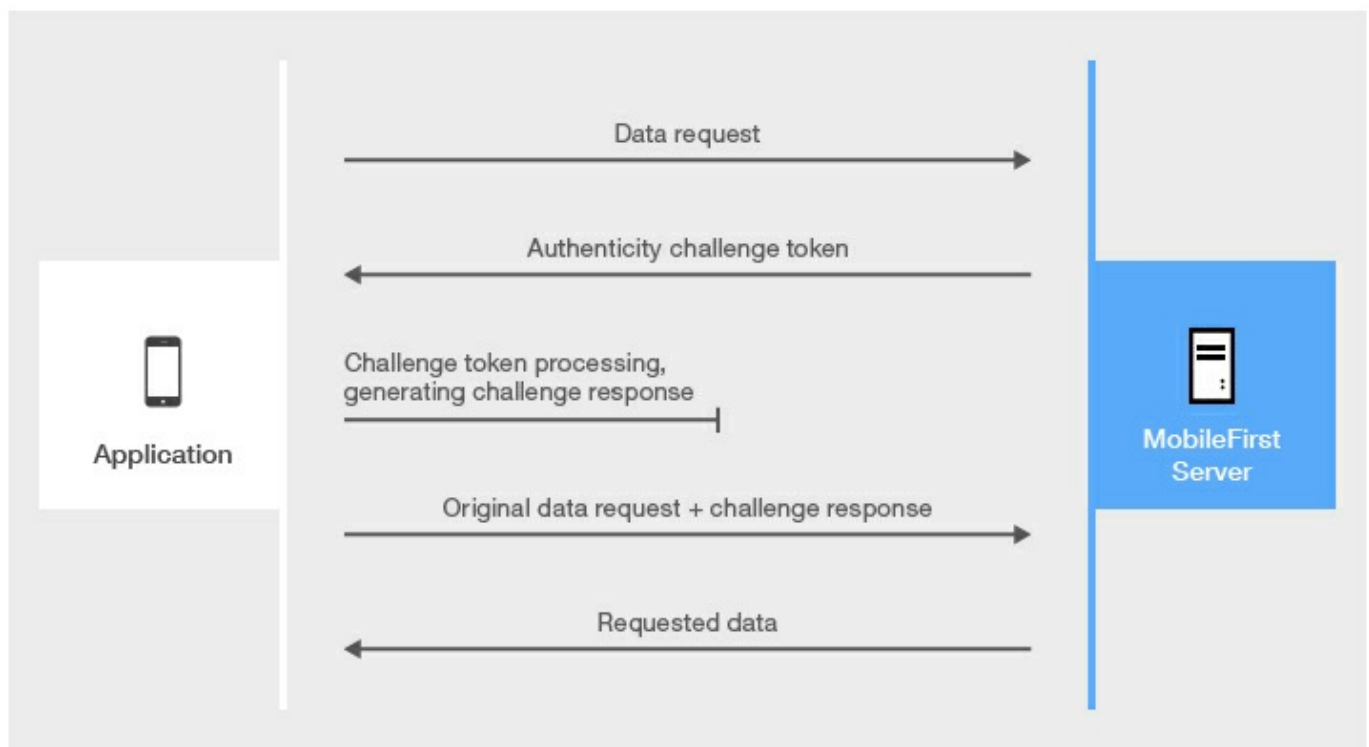 Data request
Authenticity challenge token
Challenge token processing,
generating challenge response
Application
MobileFirst
Server
Original data request + challenge response
Requested data